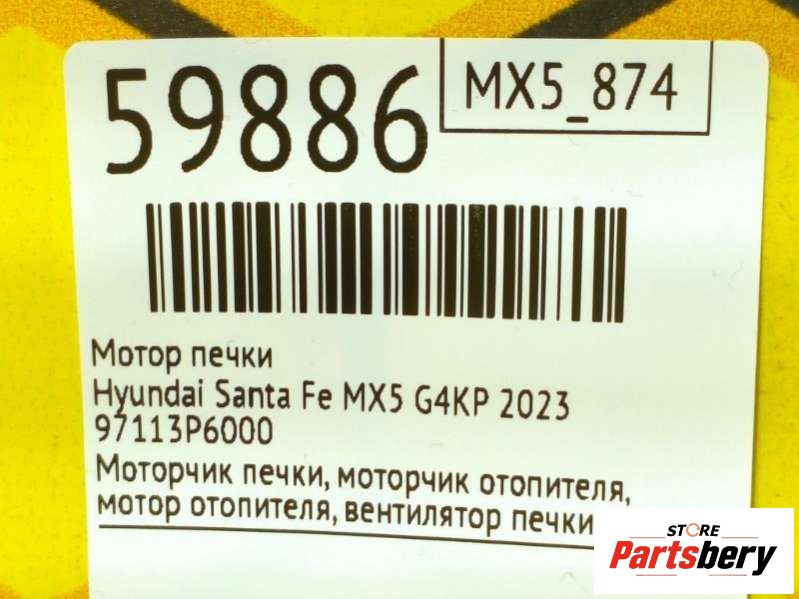 59886
MX5_874
Мотор печки
Hyundai Santa Fe MX5 G4KP 2023
97113P6000
Моторчик печки, моторчик отопителя,
мотор отопителя, вентилятор печки
STORE
Partsbery